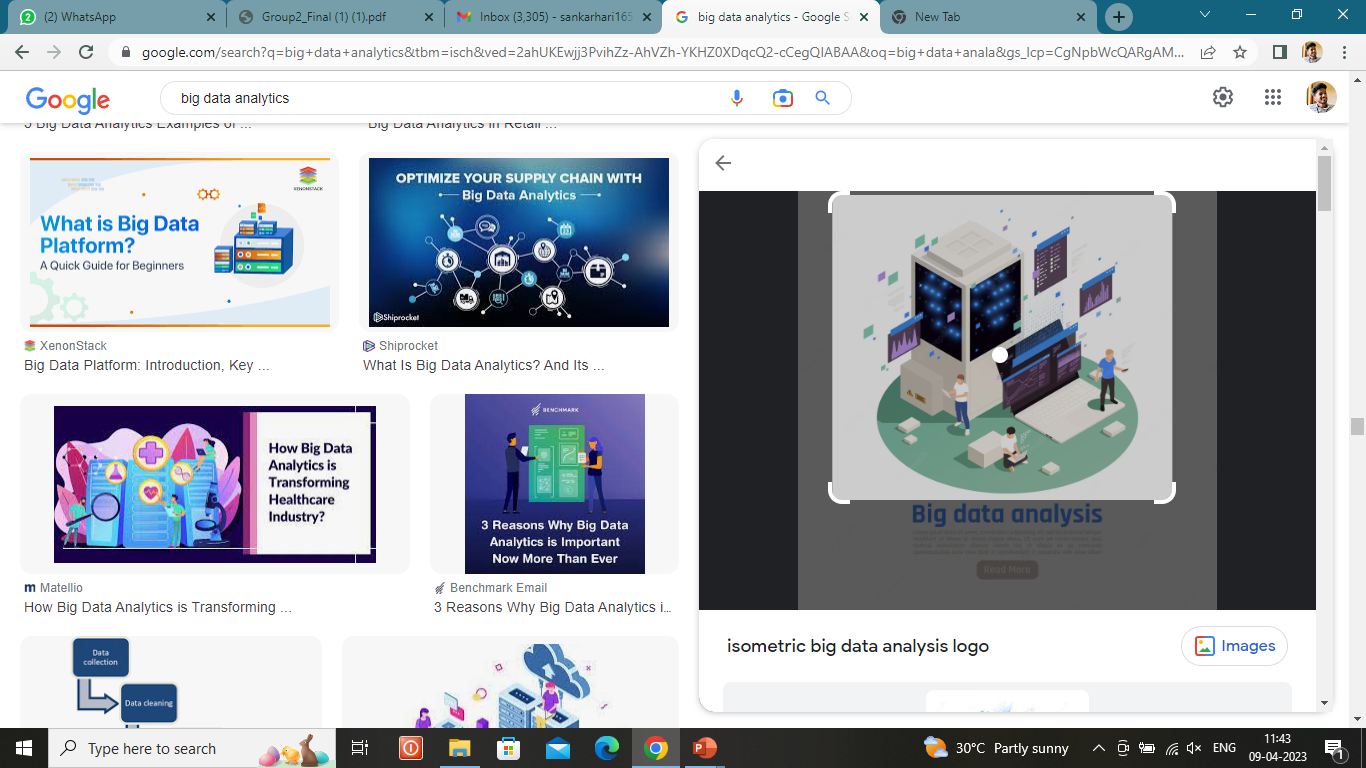 (2) WhatsApp
Group2_Final (1) (1).pdf
Inbox (3,305) - sankarhari165
big data analytics - Google S
New Tab
google.com/search?q=big+data+analytics&tbm=isch&ved=2ahUKEwjj3PvihZz-AhVZh-YKHZ0XDqcQ2-cCegQIABAA&oq=big+data+anala&gs_lcp=CgNpbWcQARgAM...
Google
big data analytics
5 Big Data Analytics Examples of ...
Big Data Analytics in Retail ...
What is Big Data
Platform?
A Quick Guide for Beginners
XENONSTACK
OPTIMIZE YOUR SUPPLY CHAIN WITH
Big Data Analytics
Shiprocket
XenonStack
Big Data Platform: Introduction, Key ...
Shiprocket
What Is Big Data Analytics? And Its ...
How Big Data
Analytics is
Transforming
Healthcare
Industry?
BENCHMARK
3 Reasons Why Big Data
Analytics is Important
Now More Than Ever
Matellio
How Big Data Analytics is Transforming ...
Benchmark Email
3 Reasons Why Big Data Analytics i...
Data
collection
Data cleaning
Big data analysis
Read More
isometric big data analysis logo
Images
Type here to search
30°C Partly sunny
ENG
11:43
09-04-2023
1